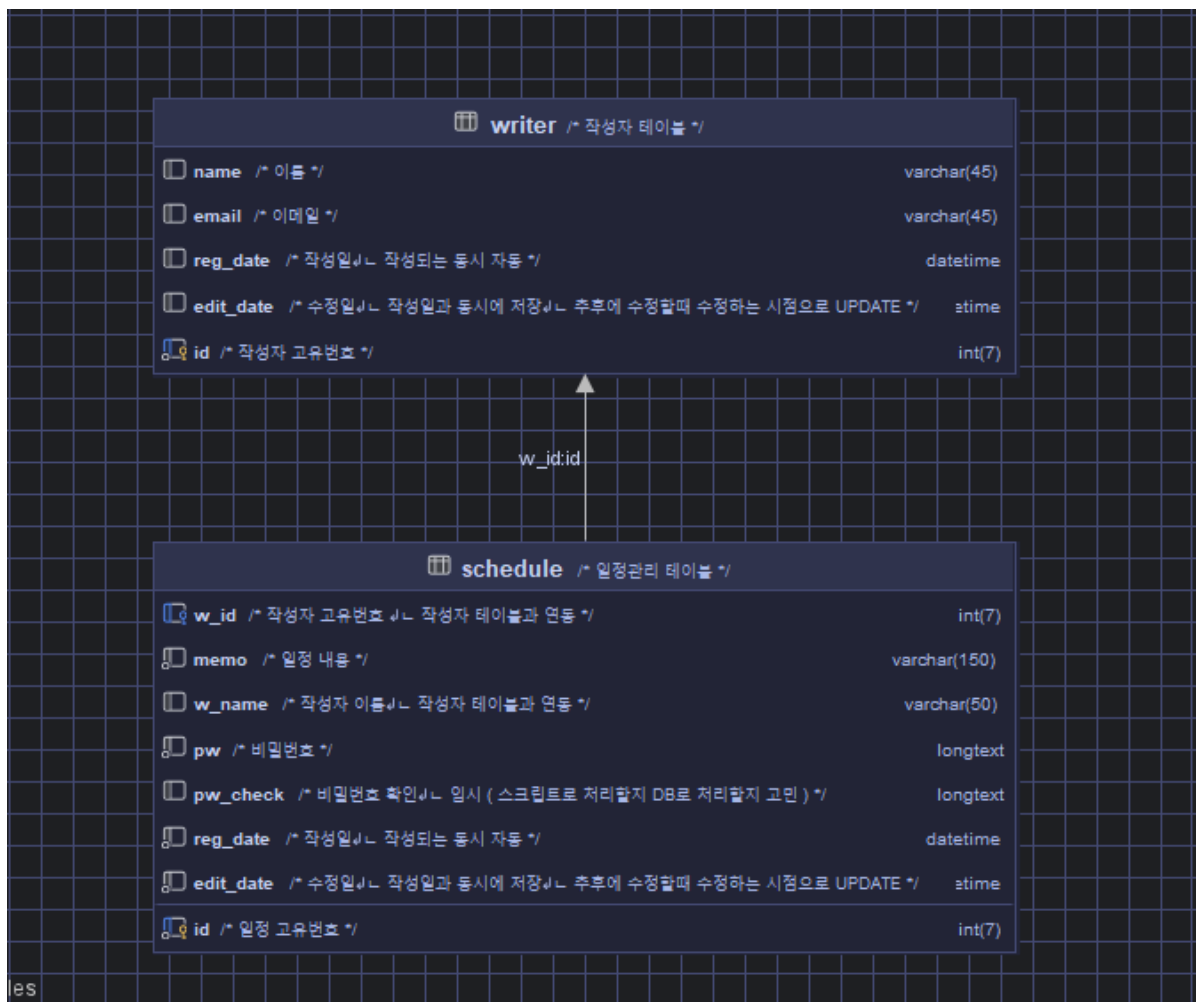 writer /* 작성자 테이블 */
name /* 이름 */ varchar(45)
email /* 이메일 */ varchar(45)
reg_date /* 작성일↲ㄴ 작성되는 동시 자동 */ datetime
edit_date /* 수정일↲ㄴ 작성일과 동시에 저장↲ㄴ 추후에 수정할때 수정하는 시점으로 UPDATE */ etime
id /* 작성자 고유번호 */ int(7)
w_id:id
schedule /* 일정관리 테이블 */
w_id /* 작성자 고유번호 ↲ㄴ 작성자 테이블과 연동 */ int(7)
memo /* 일정 내용 */ varchar(150)
w_name /* 작성자 이름↲ㄴ 작성자 테이블과 연동 */ varchar(50)
pw /* 비밀번호 */ longtext
pw_check /* 비밀번호 확인↲ㄴ 임시 ( 스크립트로 처리할지 DB로 처리할지 고민 ) */ longtext
reg_date /* 작성일↲ㄴ 작성되는 동시 자동 */ datetime
edit_date /* 수정일↲ㄴ 작성일과 동시에 저장↲ㄴ 추후에 수정할때 수정하는 시점으로 UPDATE */ etime
id /* 일정 고유번호 */ int(7)
les